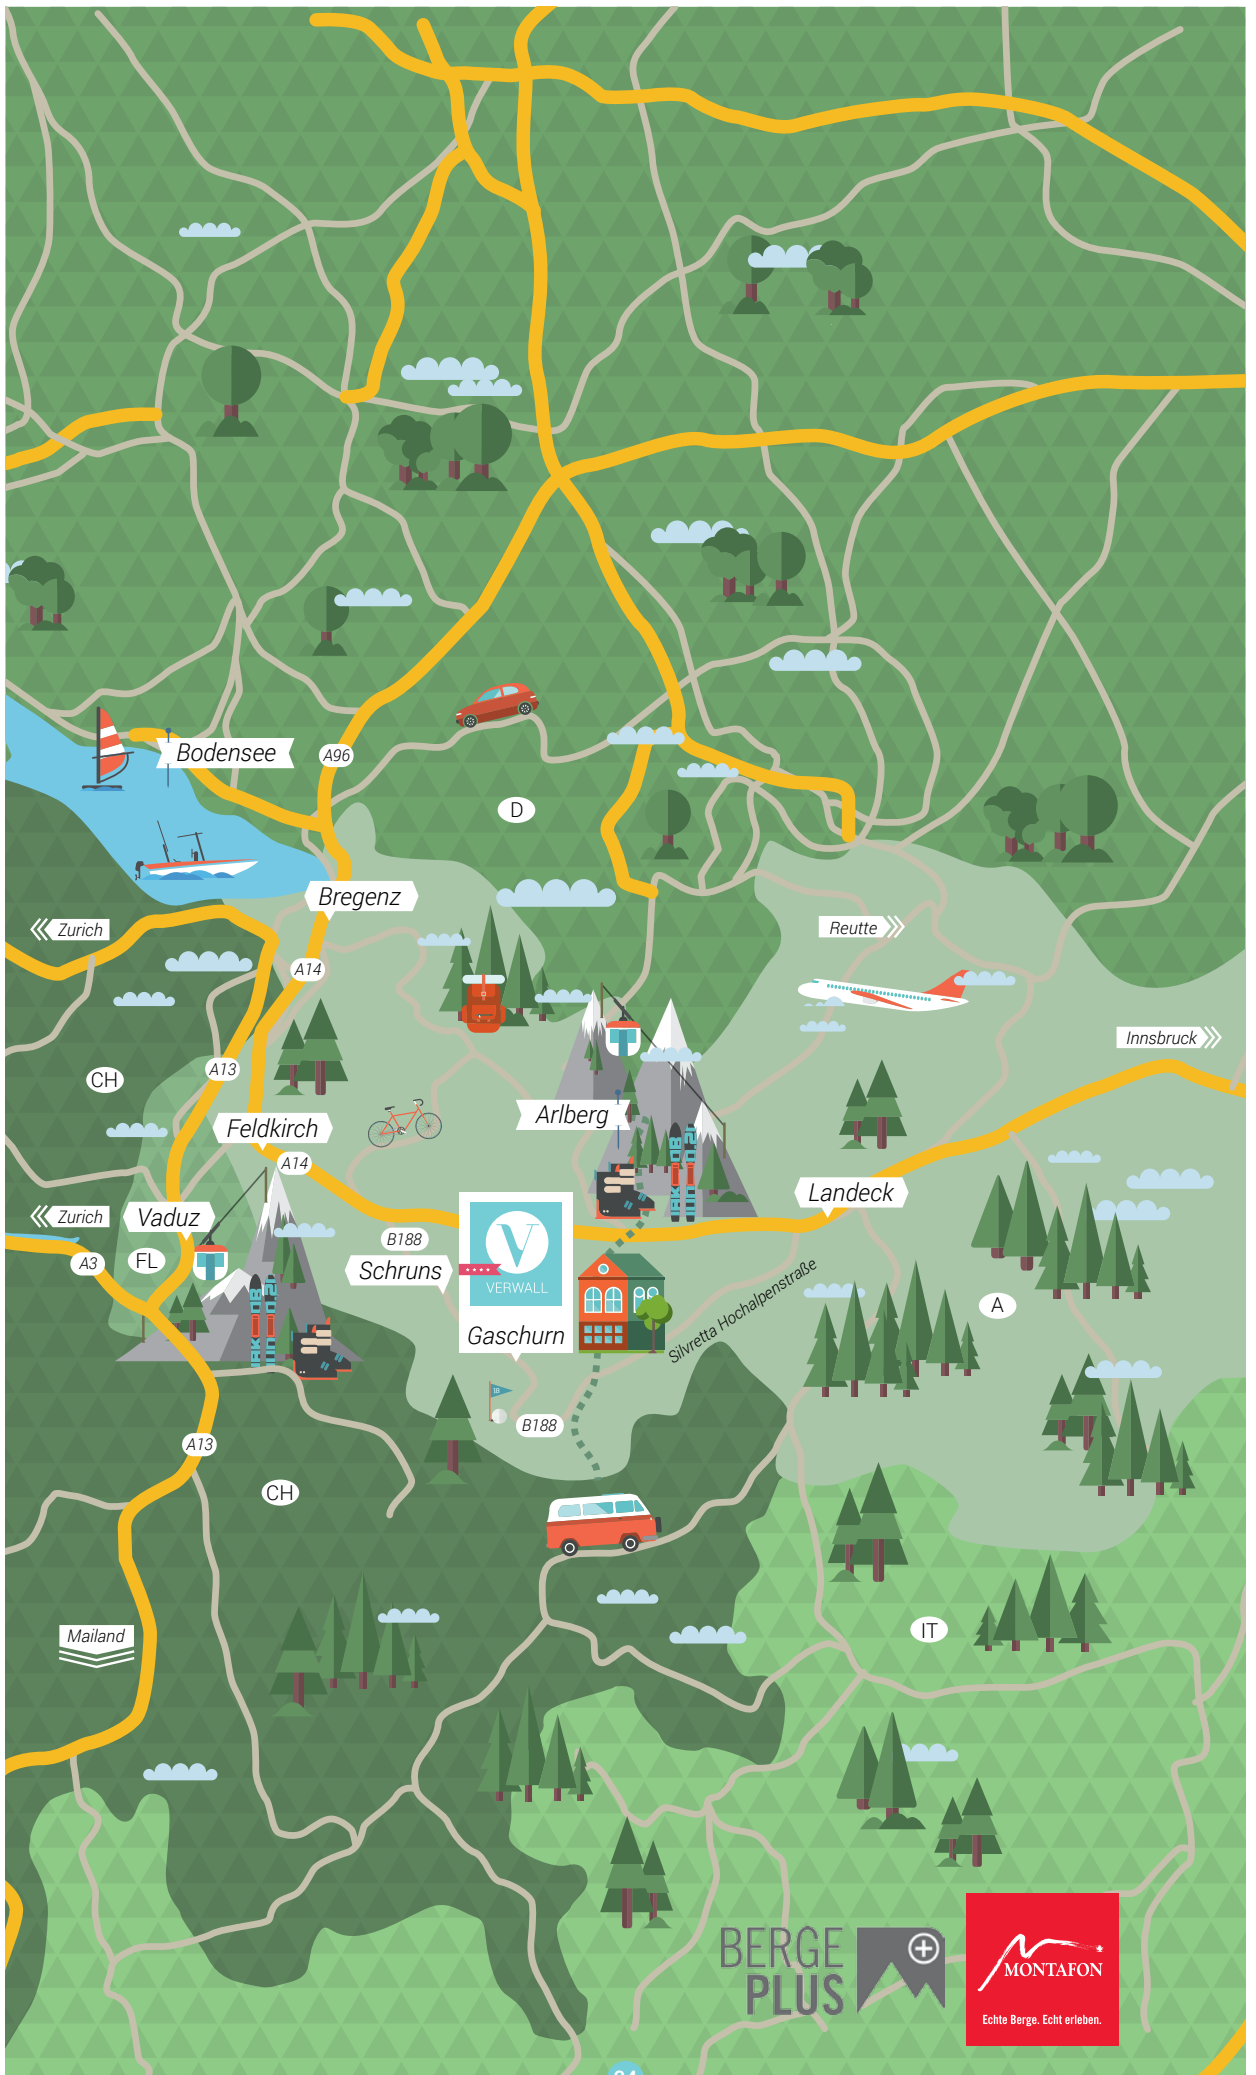 Bodensee
A96
D
Bregenz
Zurich
Reutte
A14
Innsbruck
A13
CH
Arlberg
Feldkirch
A14
Landeck
Zurich
Vaduz
B188
FL
A3
Schruns
V
VERWALL
Gaschurn
Silvretta Hochalpenstraße
A
18
B188
A13
CH
IT
Mailand
BERGE
PLUS
MONTAFON
Echte Berge. Echt erleben.